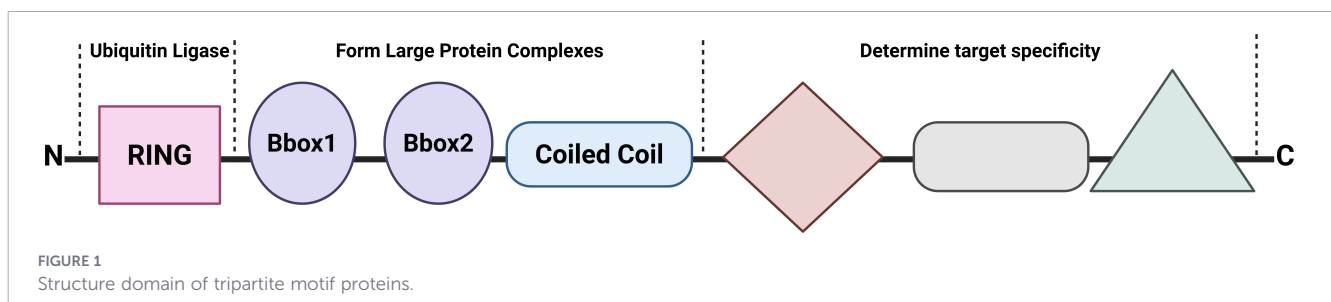 Ubiquitin Ligase
Form Large Protein Complexes
Determine target specificity
N
RING
Bbox1
Bbox2
Coiled Coil
C
FIGURE 1
Structure domain of tripartite motif proteins.